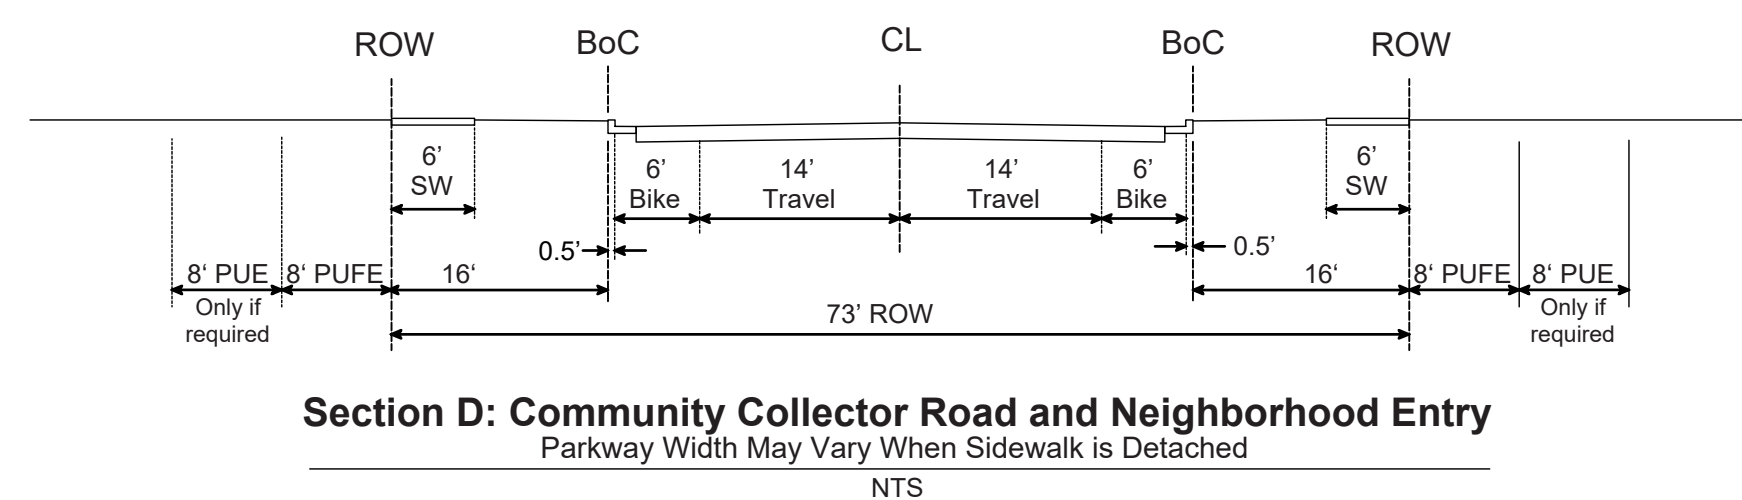 ROW BoC CL BoC ROW
6’ SW
6’ Bike
14’ Travel
14’ Travel
6’ Bike
6’ SW
0.5’
0.5’
8‘ PUE 8‘ PUFE 16‘ 16‘ 8‘ PUFE 8‘ PUE
Only if
required
Only if
required
73’ ROW
Section D: Community Collector Road and Neighborhood Entry
Parkway Width May Vary When Sidewalk is Detached
NTS